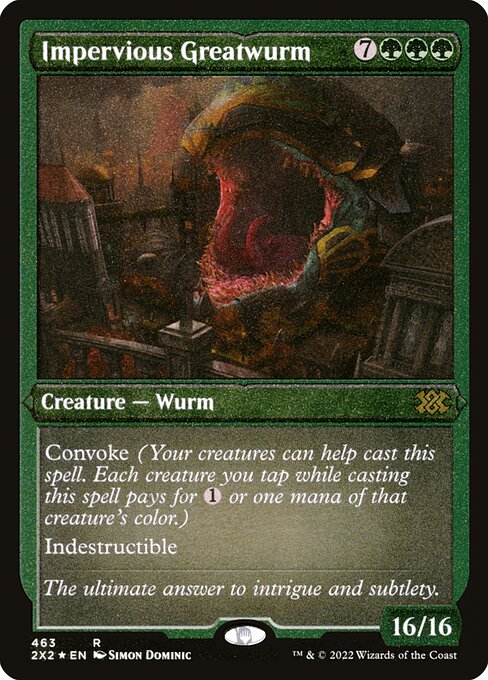 Impervious Greatwurm 7
Creature — Wurm
Convoke (Your creatures can help cast this
spell. Each creature you tap while casting
this spell pays for 1 or one mana of that
creature's color.)
Indestructible
The ultimate answer to intrigue and subtlety.
16/16
463 R
2X2 ★ EN Simon Dominic
™ & © 2022 Wizards of the Coast